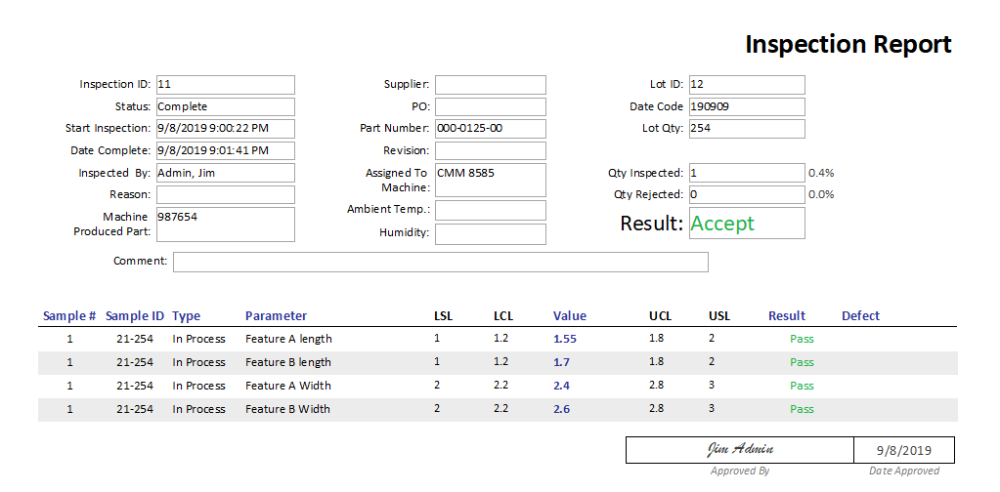 Inspection Report
Inspection ID: 11 Supplier: Lot ID: 12
Status: Complete PO: Date Code 190909
Start Inspection: 9/8/2019 9:00:22 PM Part Number: 000-0125-00 Lot Qty: 254
Date Complete: 9/8/2019 9:01:41 PM Revision:
Inspected By: Admin, Jim Assigned To Machine: CMM 8585 Qty Inspected: 1 0.4%
Reason: Qty Rejected: 0 0.0%
Machine Produced Part: 987654 Ambient Temp.: Result: Accept
Humidity:
Comment:
Sample # Sample ID Type Parameter LSL LCL Value UCL USL Result Defect
1 21-254 In Process Feature A length 1 1.2 1.55 1.8 2 Pass
1 21-254 In Process Feature B length 1 1.2 1.7 1.8 2 Pass
1 21-254 In Process Feature A Width 2 2.2 2.4 2.8 3 Pass
1 21-254 In Process Feature B Width 2 2.2 2.6 2.8 3 Pass
Jim Admin 9/8/2019
Approved By Date Approved